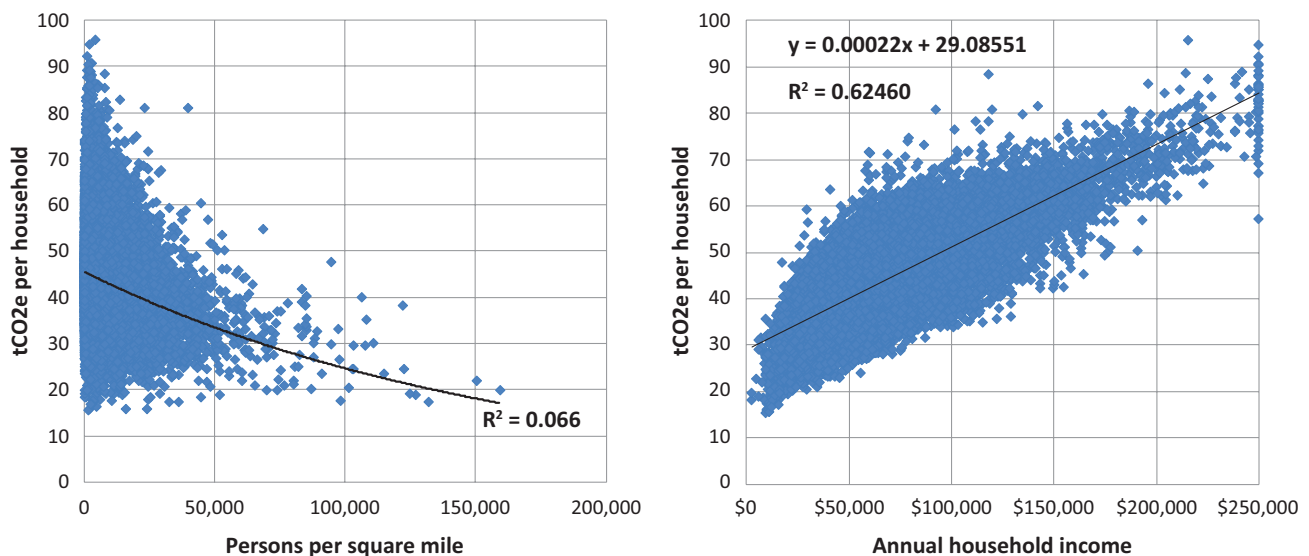 100
90
80
70
60
50
40
30
20
10
0
tCO2e per household
R² = 0.066
0 50,000 100,000 150,000 200,000
Persons per square mile
100
90
80
70
60
50
40
30
20
10
0
tCO2e per household
y = 0.00022x + 29.08551
R² = 0.62460
$0 $50,000 $100,000 $150,000 $200,000 $250,000
Annual household income